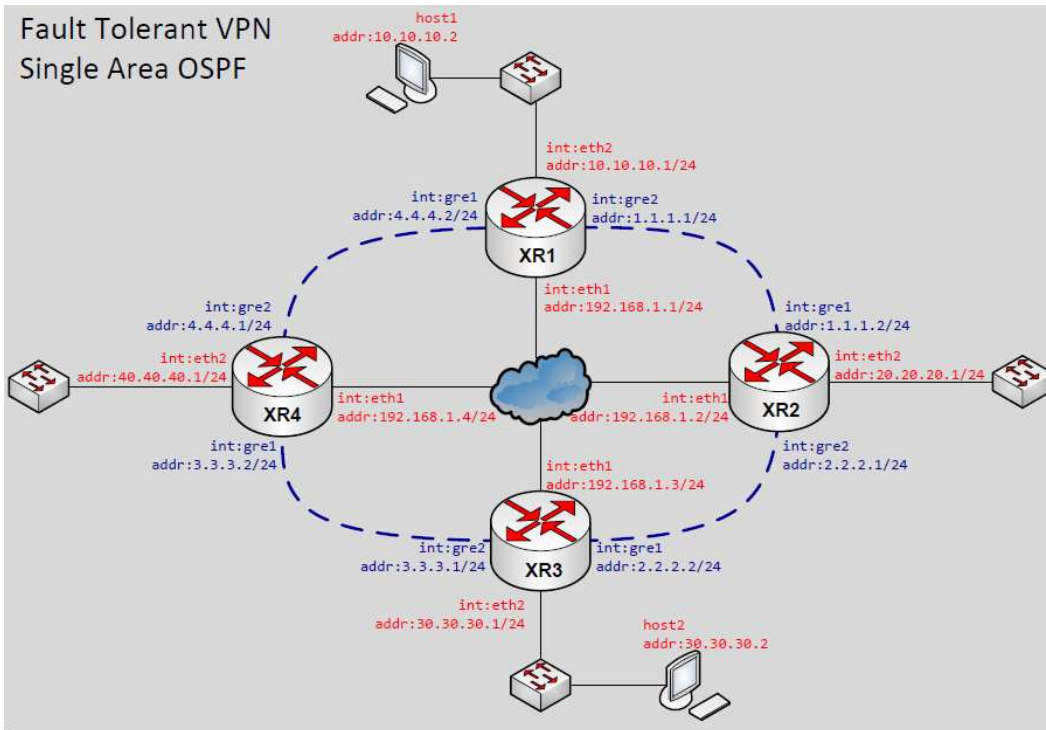 Fault Tolerant VPN
Single Area OSPF
host1
addr:10.10.10.2
int:eth2
addr:10.10.10.1/24
int:gre1
addr:4.4.4.2/24
int:gre2
addr:1.1.1.1/24
XR1
int:eth1
addr:192.168.1.1/24
int:gre2
addr:4.4.4.1/24
int:gre1
addr:1.1.1.2/24
int:eth2
addr:40.40.40.1/24
int:eth2
addr:20.20.20.1/24
XR4
int:eth1
addr:192.168.1.4/24
int:eth1
addr:192.168.1.2/24
XR2
int:gre1
addr:3.3.3.2/24
int:gre2
addr:2.2.2.1/24
int:eth1
addr:192.168.1.3/24
int:gre2
addr:3.3.3.1/24
XR3
int:gre1
addr:2.2.2.2/24
int:eth2
addr:30.30.30.1/24
host2
addr:30.30.30.2